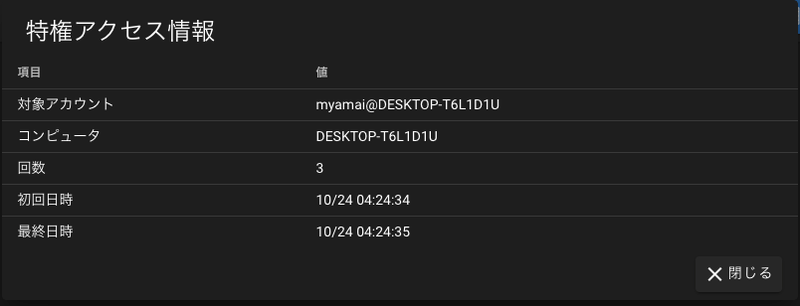 特権アクセス情報
項目 値
対象アカウント myamai@DESKTOP-T6L1D1U
コンピュータ DESKTOP-T6L1D1U
回数 3
初回日時 10/24 04:24:34
最終日時 10/24 04:24:35
閉じる